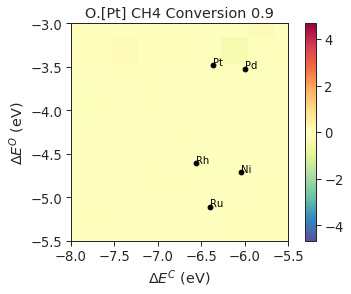 O.[Pt] CH4 Conversion 0.9
−3.0
−3.5
−4.0
−4.5
−5.0
−5.5
ΔE^O (eV)
Pt
Pd
Rh
Ni
Ru
−8.0 −7.5 −7.0 −6.5 −6.0 −5.5
ΔE^C (eV)
4
2
0
−2
−4